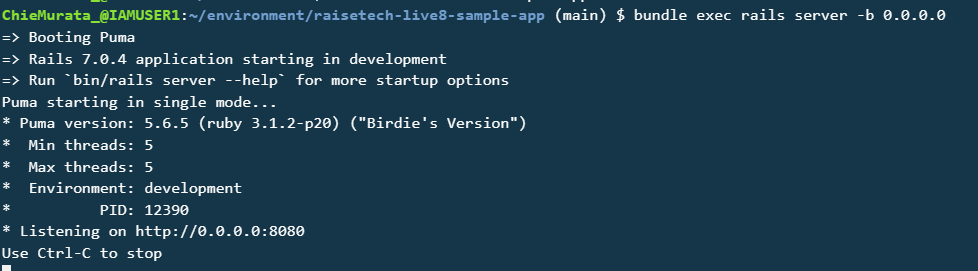 ChieMurata_@IAMUSER1:~/environment/raisetech-live8-sample-app (main) $ bundle exec rails server -b 0.0.0.0
=> Booting Puma
=> Rails 7.0.4 application starting in development
=> Run `bin/rails server --help` for more startup options
Puma starting in single mode...
* Puma version: 5.6.5 (ruby 3.1.2-p20) ("Birdie's Version")
*  Min threads: 5
*  Max threads: 5
*  Environment: development
*          PID: 12390
* Listening on http://0.0.0.0:8080
Use Ctrl-C to stop